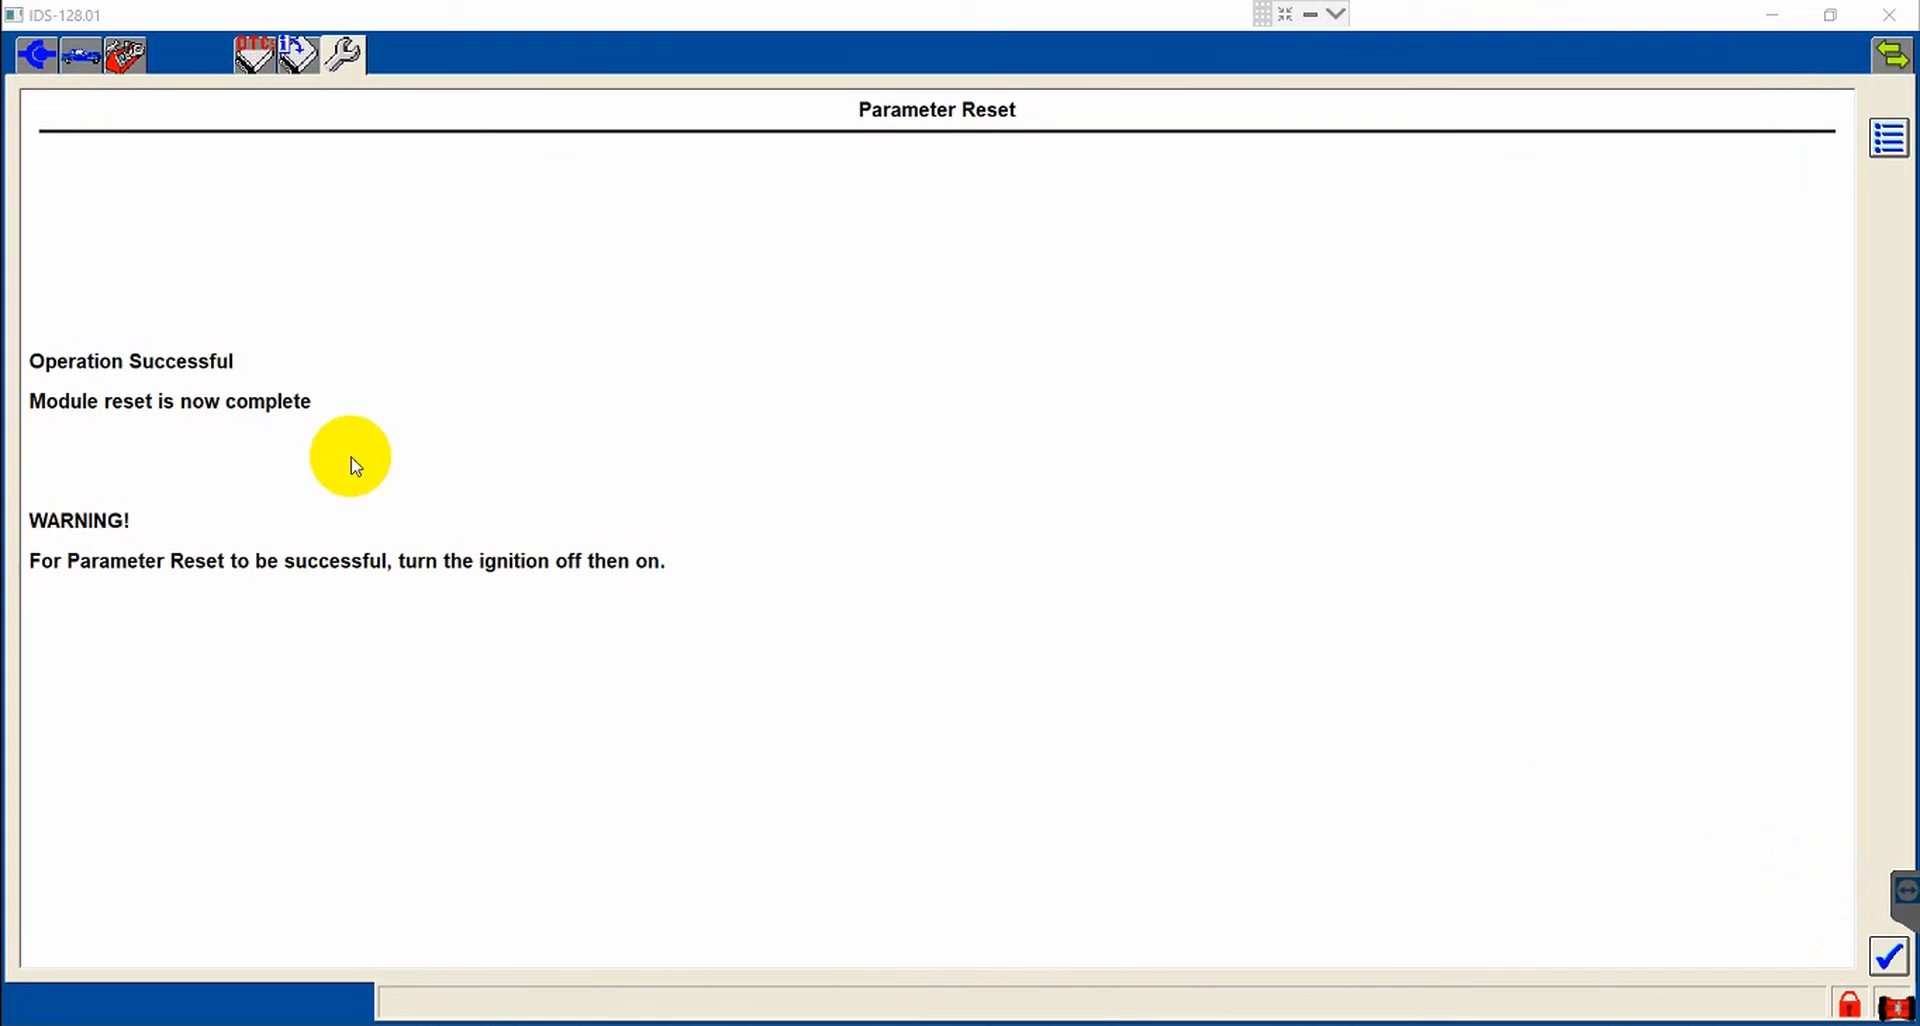 IDS-128.01
DTC
Parameter Reset
Operation Successful
Module reset is now complete
WARNING!
For Parameter Reset to be successful, turn the ignition off then on.